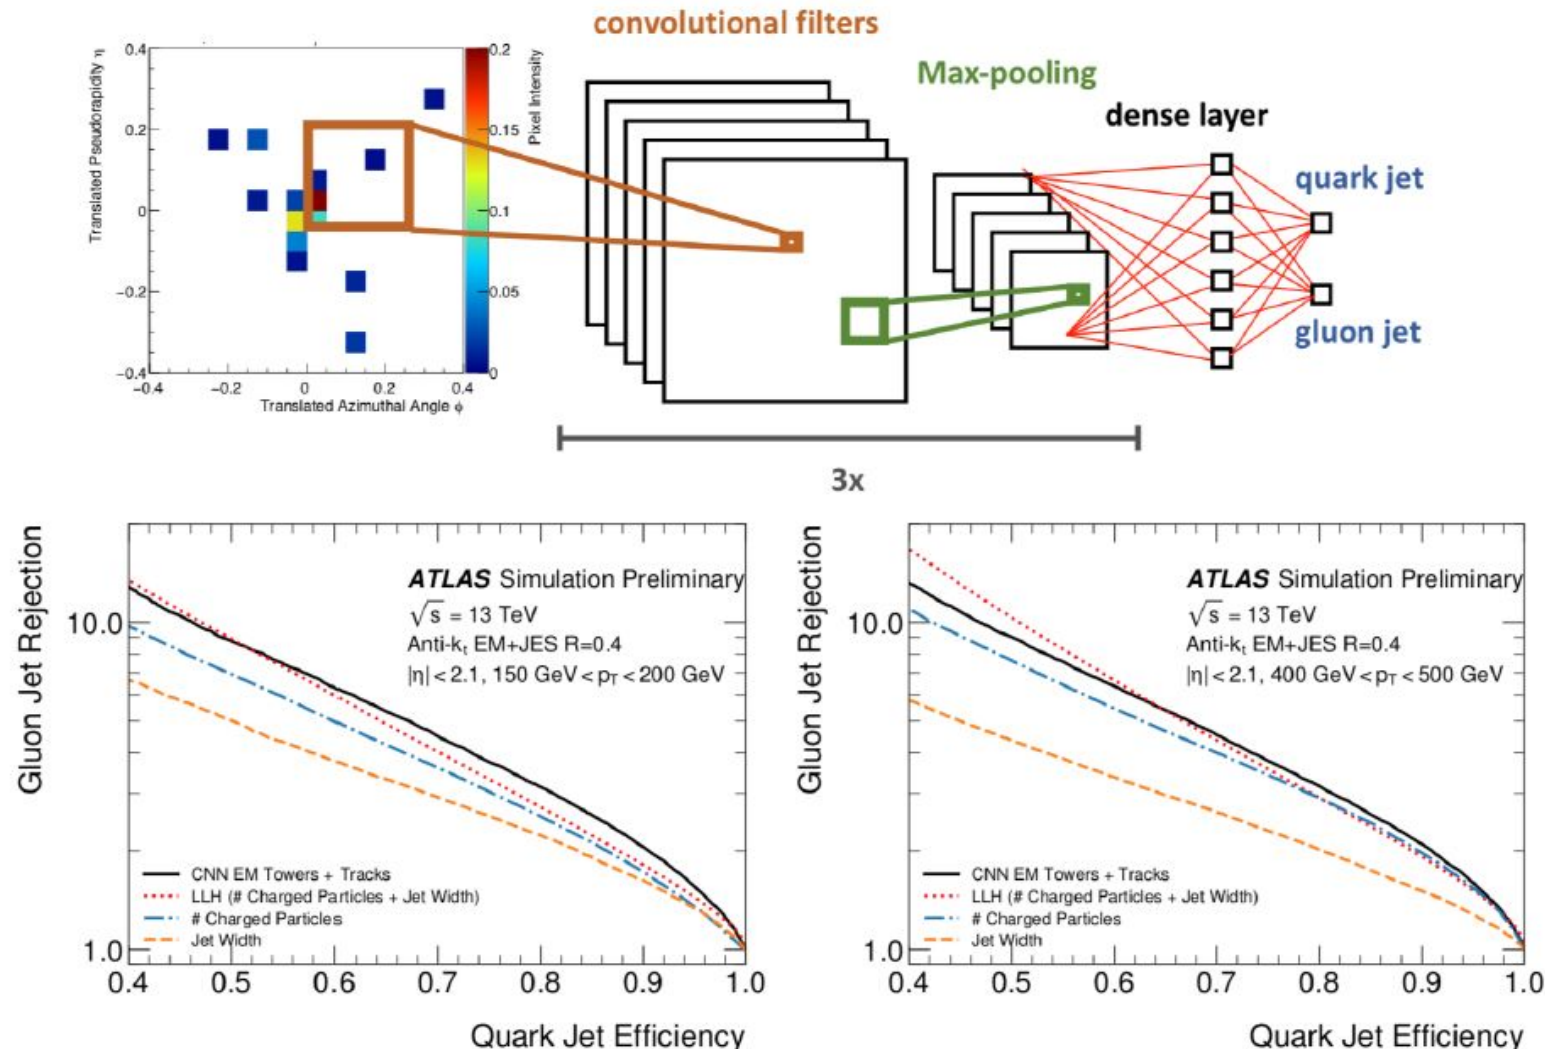 convolutional filters
Max-pooling
dense layer
quark jet
gluon jet
3x
Translated Pseudorapidity η
0.4
0.2
0
−0.2
−0.4
−0.4
−0.2
0
0.2
0.4
Translated Azimuthal Angle ϕ
0.2
0.15
0.1
0.05
0
Pixel Intensity
Gluon Jet Rejection
10.0
1.0
ATLAS Simulation Preliminary
√s = 13 TeV
Anti-kt EM+JES R=0.4
|η| < 2.1, 150 GeV < pT < 200 GeV
CNN EM Towers + Tracks
LLH (# Charged Particles + Jet Width)
# Charged Particles
Jet Width
0.4 0.5 0.6 0.7 0.8 0.9 1.0
Quark Jet Efficiency
Gluon Jet Rejection
10.0
1.0
ATLAS Simulation Preliminary
√s = 13 TeV
Anti-kt EM+JES R=0.4
|η| < 2.1, 400 GeV < pT < 500 GeV
CNN EM Towers + Tracks
LLH (# Charged Particles + Jet Width)
# Charged Particles
Jet Width
0.4 0.5 0.6 0.7 0.8 0.9 1.0
Quark Jet Efficiency